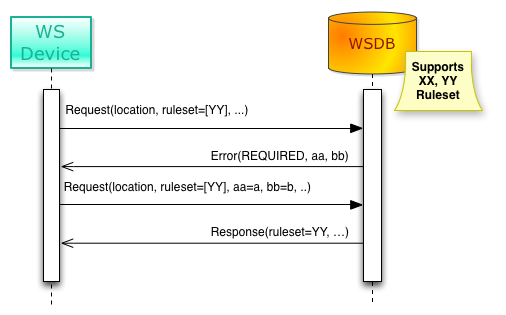 WS
Device
WSDB
Supports
XX, YY
Ruleset
Request(location, ruleset=[YY], ...)
Error(REQUIRED, aa, bb)
Request(location, ruleset=[YY], aa=a, bb=b, ..)
Response(ruleset=YY, …)